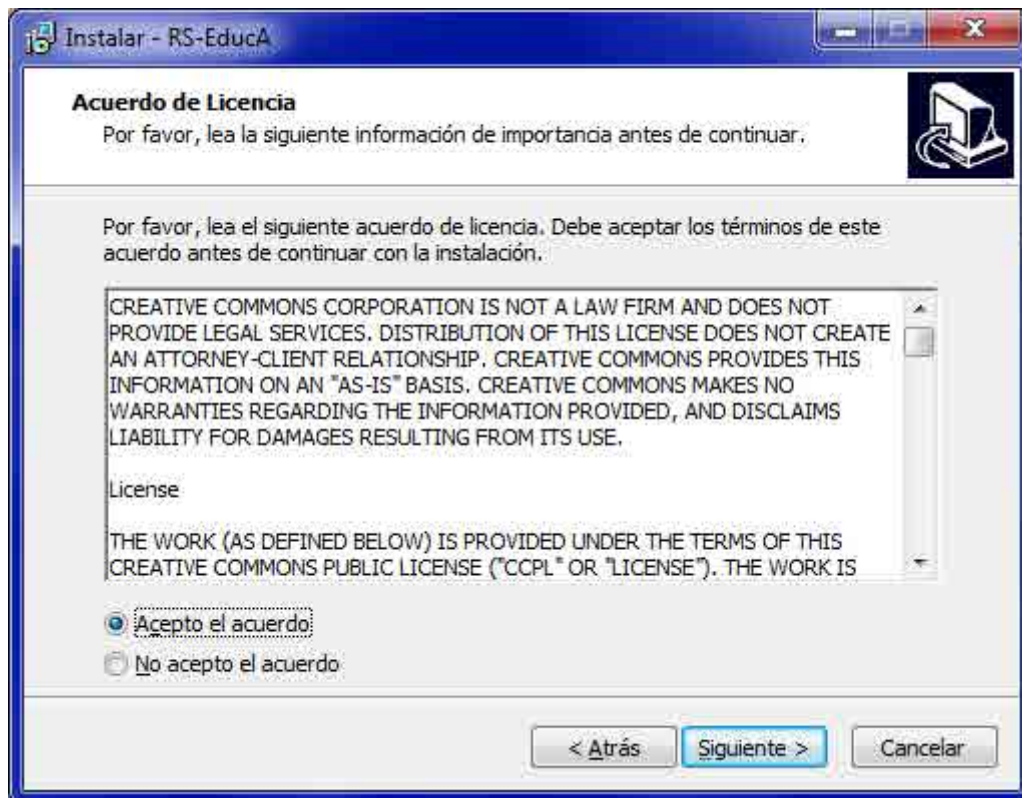 Instalar - RS-EducA
Acuerdo de Licencia
Por favor, lea la siguiente información de importancia antes de continuar.
Por favor, lea el siguiente acuerdo de licencia. Debe aceptar los términos de este
acuerdo antes de continuar con la instalación.
CREATIVE COMMONS CORPORATION IS NOT A LAW FIRM AND DOES NOT
PROVIDE LEGAL SERVICES. DISTRIBUTION OF THIS LICENSE DOES NOT CREATE
AN ATTORNEY-CLIENT RELATIONSHIP. CREATIVE COMMONS PROVIDES THIS
INFORMATION ON AN "AS-IS" BASIS. CREATIVE COMMONS MAKES NO
WARRANTIES REGARDING THE INFORMATION PROVIDED, AND DISCLAIMS
LIABILITY FOR DAMAGES RESULTING FROM ITS USE.
License
THE WORK (AS DEFINED BELOW) IS PROVIDED UNDER THE TERMS OF THIS
CREATIVE COMMONS PUBLIC LICENSE ("CCPL" OR "LICENSE"). THE WORK IS
Acepto el acuerdo
No acepto el acuerdo
< Atrás Siguiente > Cancelar